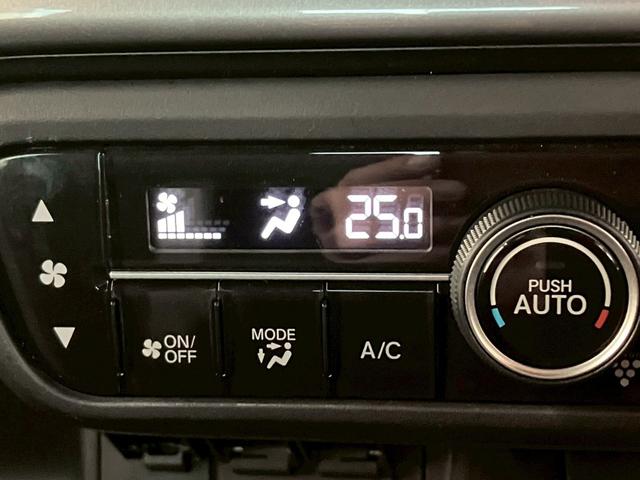 25.0
PUSH
AUTO
ON/
OFF
MODE
A/C